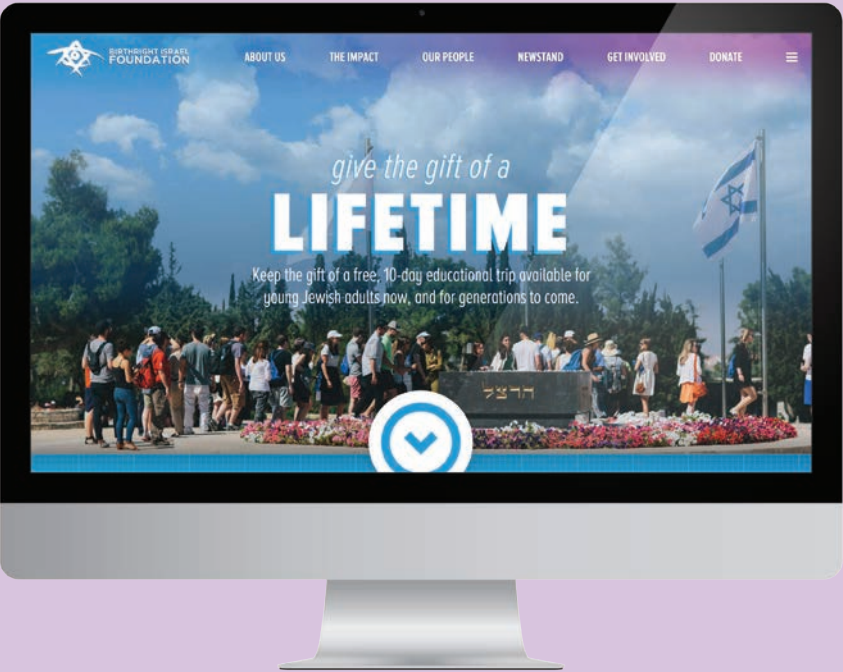 BIRTHRIGHT ISRAEL
FOUNDATION
ABOUT US
THE IMPACT
OUR PEOPLE
NEWSTAND
GET INVOLVED
DONATE
give the gift of a
LIFETIME
Keep the gift of a free, 10-day educational trip available for
young Jewish adults now, and for generations to come.
הרצל